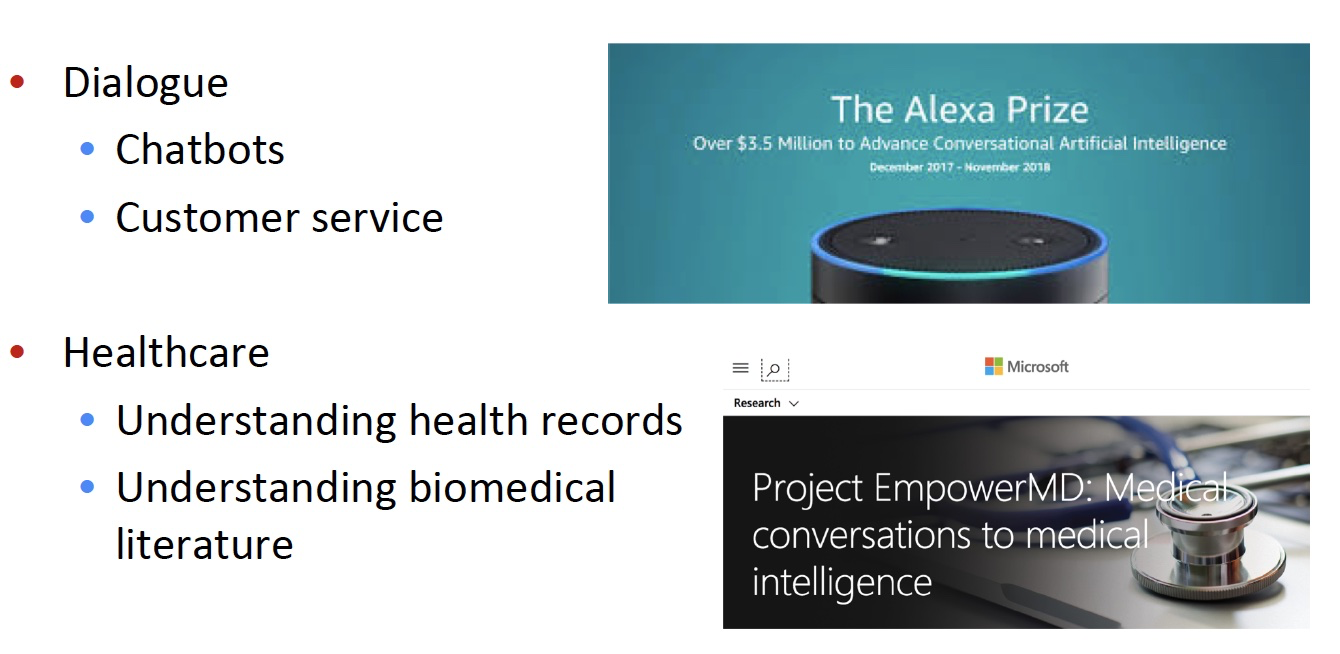 Dialogue
Chatbots
Customer service
Healthcare
Understanding health records
Understanding biomedical
literature
The Alexa Prize
Over $3.5 Million to Advance Conversational Artificial Intelligence
December 2017 - November 2018
Microsoft
Research
Project EmpowerMD: Medical
conversations to medical
intelligence